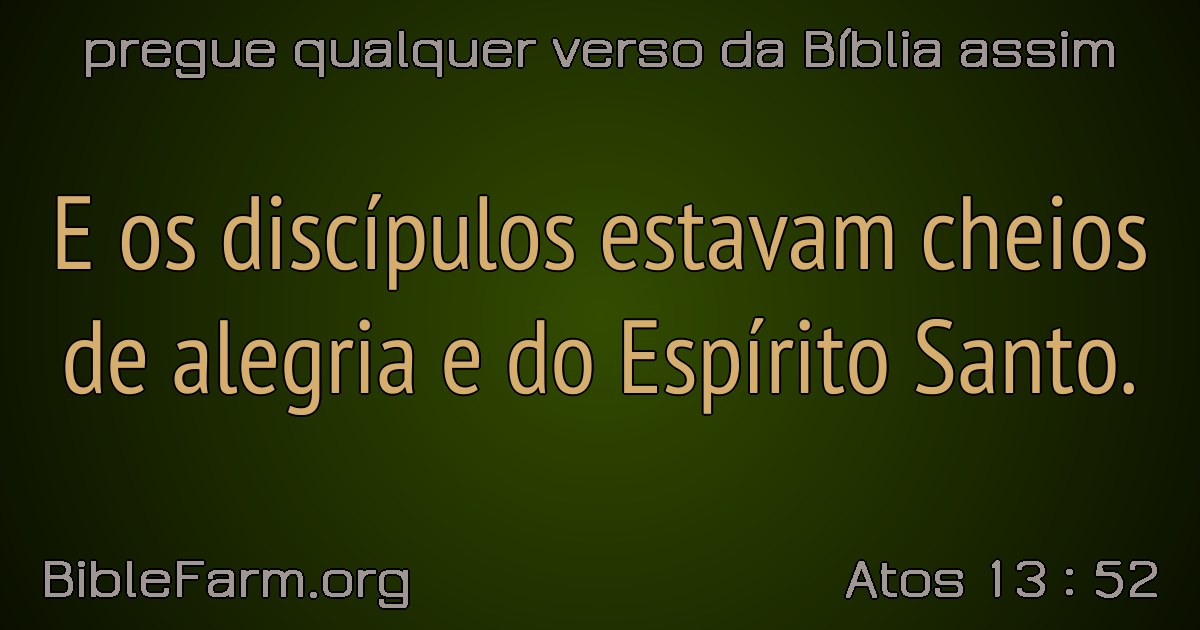 pregue qualquer verso da Bíblia assim
E os discípulos estavam cheios
de alegria e do Espírito Santo.
BibleFarm.org
Atos 13 : 52